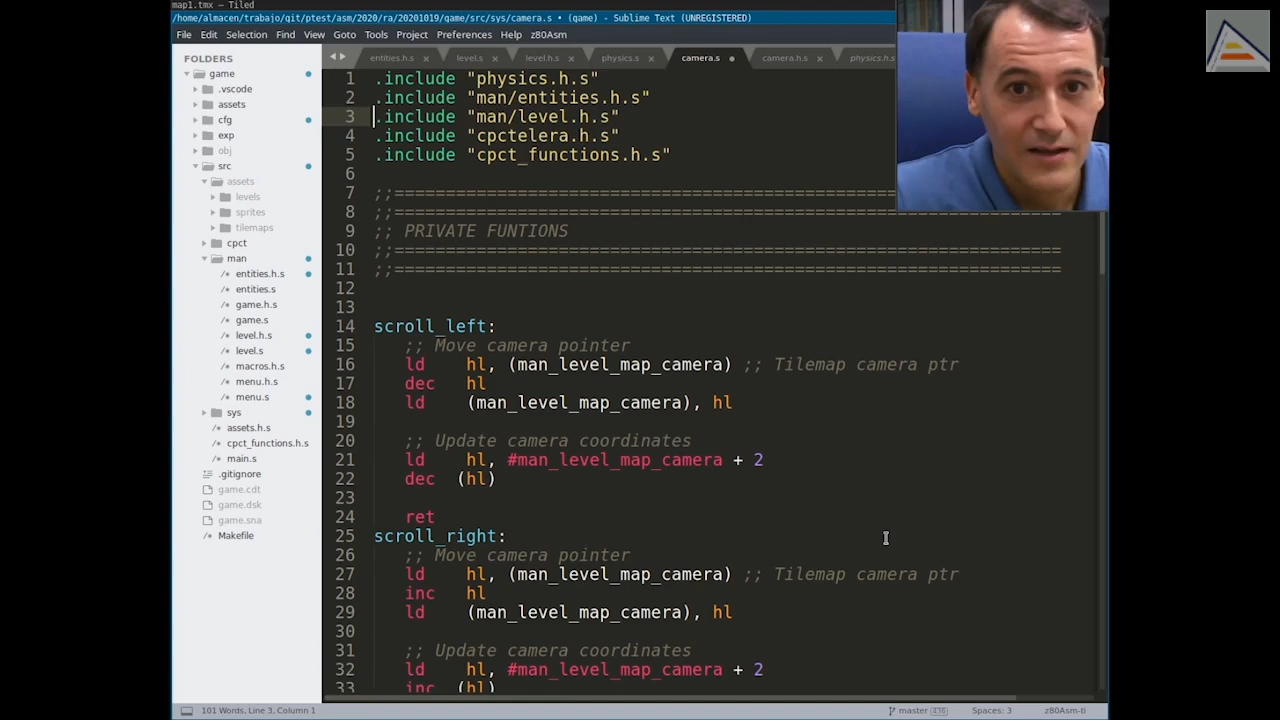 map1.tmx — Tiled
/home/almacen/trabajo/git/ptest/asm/2020/ra/20201019/game/src/sys/camera.s • (game) - Sublime Text (UNREGISTERED)
File Edit Selection Find View Goto Tools Project Preferences Help z80Asm
FOLDERS
game
.vscode
assets
cfg
exp
obj
src
assets
levels
sprites
tilemaps
cpct
man
entities.h.s
entities.s
game.h.s
game.s
level.h.s
level.s
macros.h.s
menu.h.s
menu.s
sys
assets.h.s
cpct_functions.h.s
main.s
.gitignore
game.cdt
game.dsk
game.sna
Makefile
entities.h.s × level.s × level.h.s × physics.s × camera.s • camera.h.s × physics.h.s
1 .include "physics.h.s"
2 .include "man/entities.h.s"
3 .include "man/level.h.s"
4 .include "cpctelera.h.s"
5 .include "cpct_functions.h.s"
6
7 ;;=================================================
8 ;;=================================================================
9 ;; PRIVATE FUNTIONS
10 ;;=================================================================
11 ;;=================================================================
12
13
14 scroll_left:
15 ;; Move camera pointer
16 ld hl, (man_level_map_camera) ;; Tilemap camera ptr
17 dec hl
18 ld (man_level_map_camera), hl
19
20 ;; Update camera coordinates
21 ld hl, #man_level_map_camera + 2
22 dec (hl)
23
24 ret
25 scroll_right:
26 ;; Move camera pointer
27 ld hl, (man_level_map_camera) ;; Tilemap camera ptr
28 inc hl
29 ld (man_level_map_camera), hl
30
31 ;; Update camera coordinates
32 ld hl, #man_level_map_camera + 2
33 inc (hl)
101 Words, Line 3, Column 1 master 436 Spaces: 3 z80Asm-ti